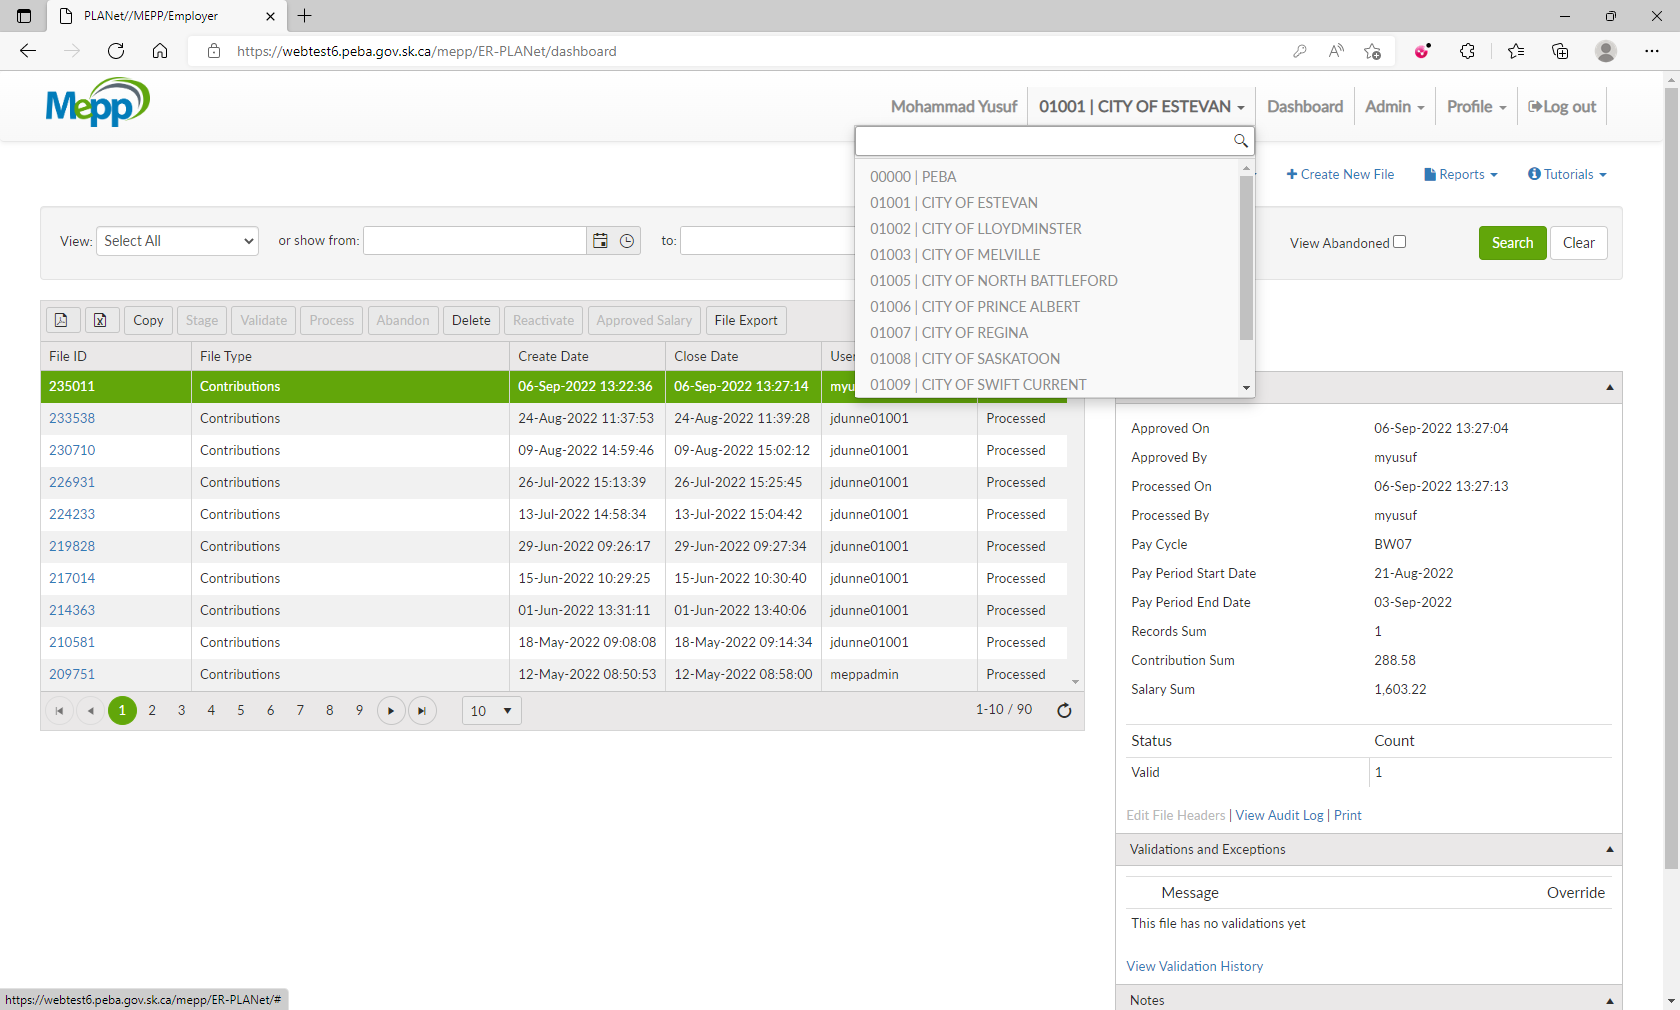 PLANet//MEPP/Employer
https://webtest6.peba.gov.sk.ca/mepp/ER-PLANet/dashboard
Mepp
Mohammad Yusuf
01001 | CITY OF ESTEVAN
Dashboard
Admin
Profile
Log out
00000 | PEBA
01001 | CITY OF ESTEVAN
01002 | CITY OF LLOYDMINSTER
01003 | CITY OF MELVILLE
01005 | CITY OF NORTH BATTLEFORD
01006 | CITY OF PRINCE ALBERT
01007 | CITY OF REGINA
01008 | CITY OF SASKATOON
01009 | CITY OF SWIFT CURRENT
Create New File
Reports
Tutorials
View: Select All
or show from:
to:
View Abandoned
Search
Clear
Copy Stage Validate Process Abandon Delete Reactivate Approved Salary File Export
File ID File Type Create Date Close Date User
235011 Contributions 06-Sep-2022 13:22:36 06-Sep-2022 13:27:14 myu
233538 Contributions 24-Aug-2022 11:37:53 24-Aug-2022 11:39:28 jdunne01001 Processed
230710 Contributions 09-Aug-2022 14:59:46 09-Aug-2022 15:02:12 jdunne01001 Processed
226931 Contributions 26-Jul-2022 15:13:39 26-Jul-2022 15:25:45 jdunne01001 Processed
224233 Contributions 13-Jul-2022 14:58:34 13-Jul-2022 15:04:42 jdunne01001 Processed
219828 Contributions 29-Jun-2022 09:26:17 29-Jun-2022 09:27:34 jdunne01001 Processed
217014 Contributions 15-Jun-2022 10:29:25 15-Jun-2022 10:30:40 jdunne01001 Processed
214363 Contributions 01-Jun-2022 13:31:11 01-Jun-2022 13:40:06 jdunne01001 Processed
210581 Contributions 18-May-2022 09:08:08 18-May-2022 09:14:34 jdunne01001 Processed
209751 Contributions 12-May-2022 08:50:53 12-May-2022 08:58:00 meppadmin Processed
1 2 3 4 5 6 7 8 9 10 1-10 / 90
Approved On 06-Sep-2022 13:27:04
Approved By myusuf
Processed On 06-Sep-2022 13:27:13
Processed By myusuf
Pay Cycle BW07
Pay Period Start Date 21-Aug-2022
Pay Period End Date 03-Sep-2022
Records Sum 1
Contribution Sum 288.58
Salary Sum 1,603.22
Status Count
Valid 1
Edit File Headers | View Audit Log | Print
Validations and Exceptions
Message Override
This file has no validations yet
View Validation History
Notes
https://webtest6.peba.gov.sk.ca/mepp/ER-PLANet/#